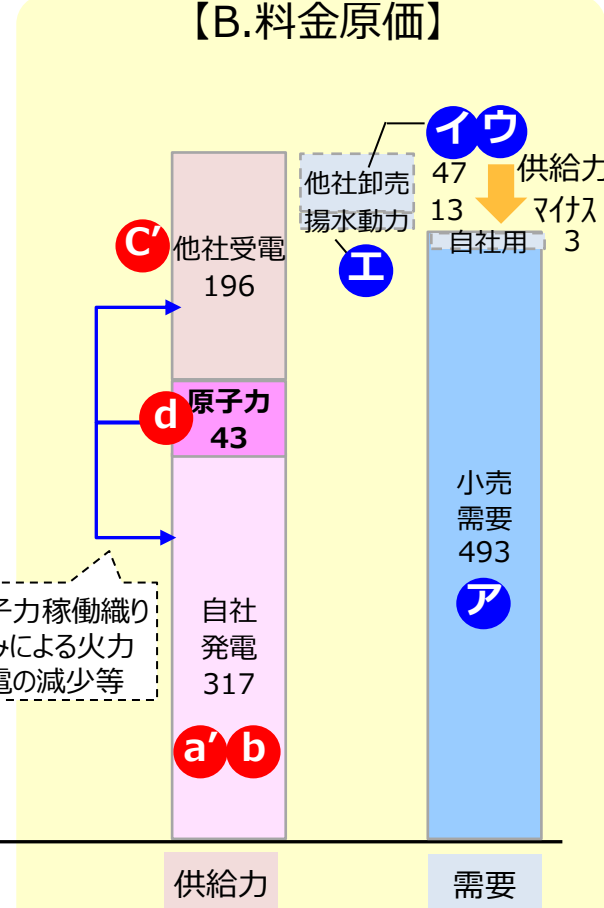 【B.料金原価】
イ ウ
47
供給力
13
マイナス
他社卸売
揚水動力
エ
自社用
3
C′
他社受電
196
d
原子力
43
小売
需要
493
ア
子力稼働織り
みによる火力
電の減少等
自社
発電
317
a′ b
供給力
需要